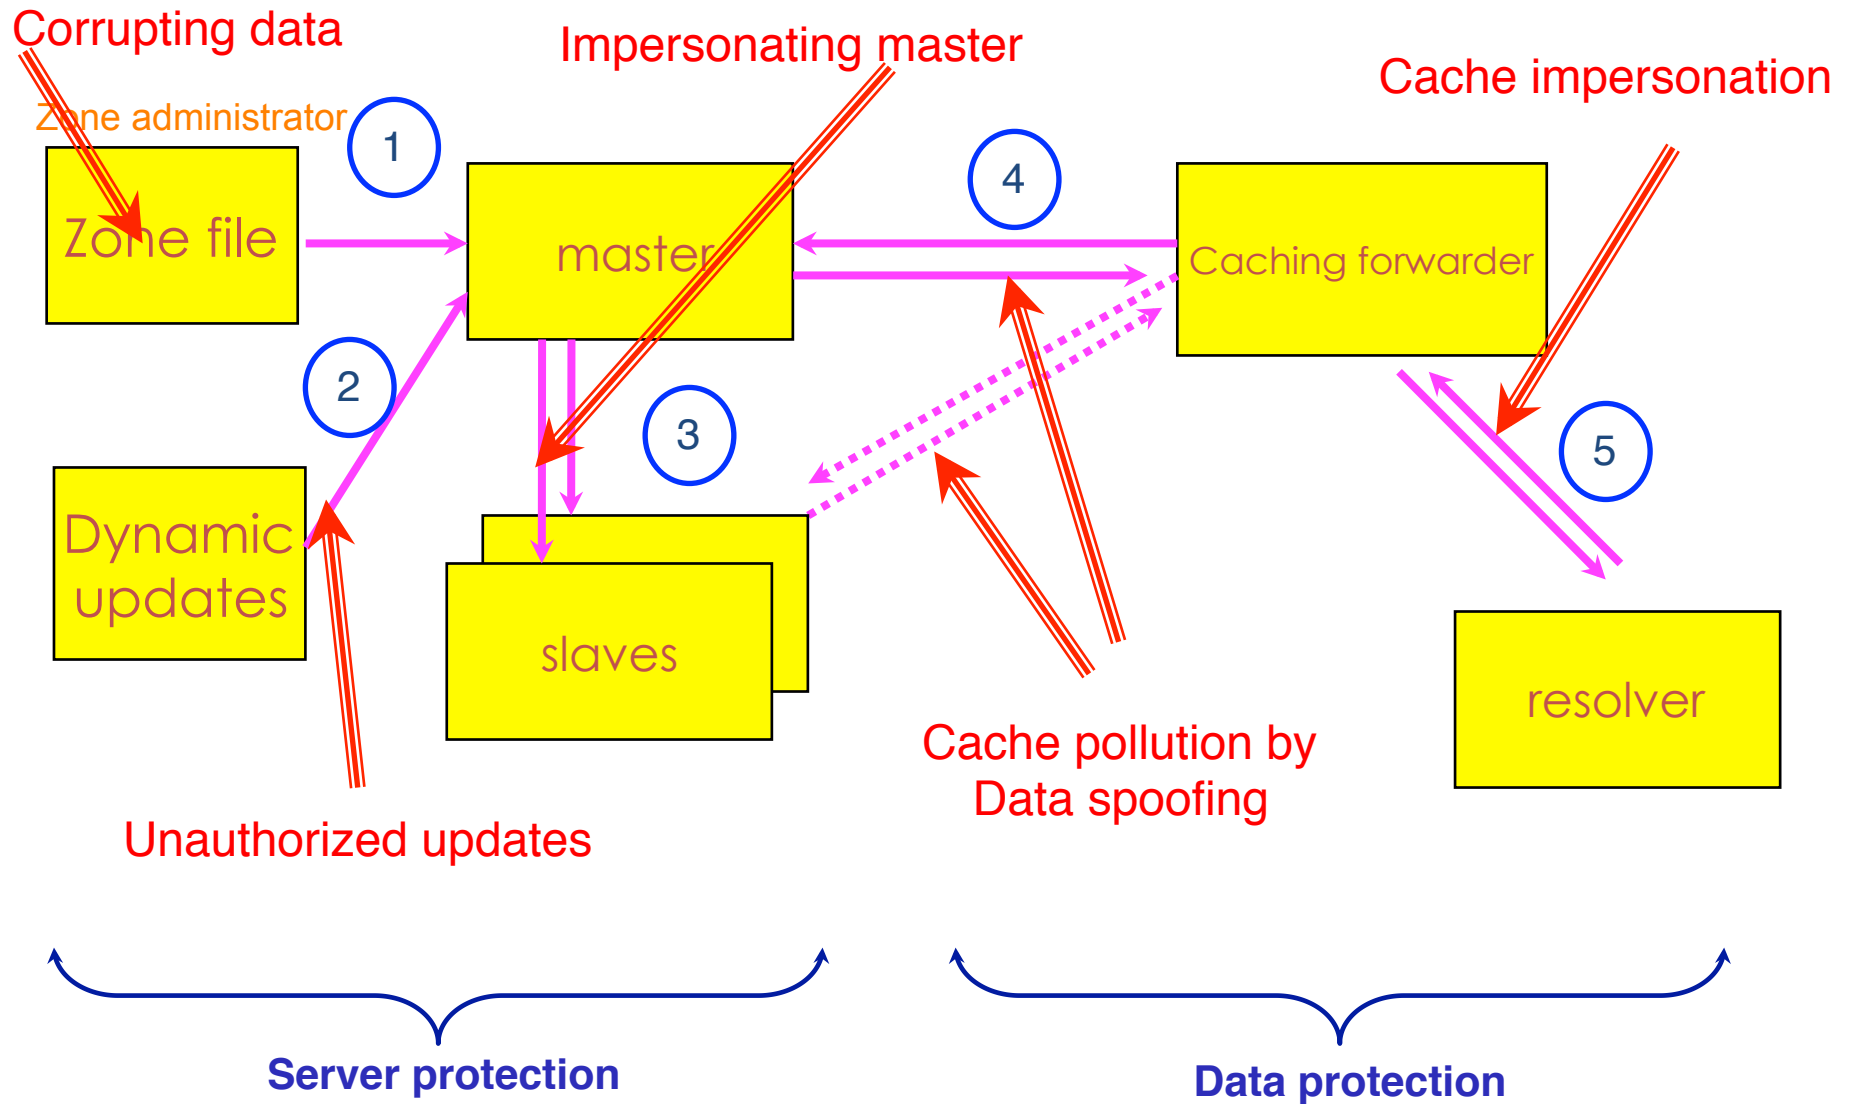 Corrupting data
Impersonating master
Cache impersonation
Zone administrator
1
4
Zone file
master
Caching forwarder
2
3
5
Dynamic
updates
slaves
resolver
Cache pollution by
Data spoofing
Unauthorized updates
Server protection
Data protection